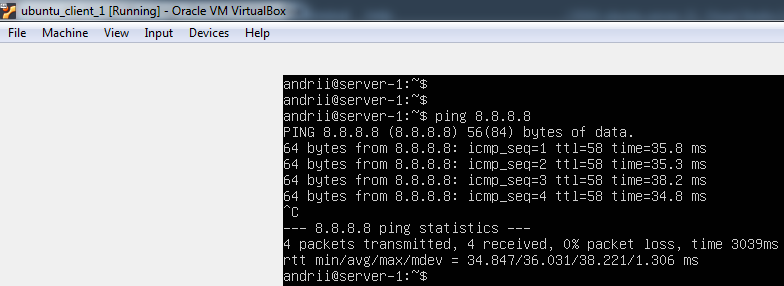 ubuntu_client_1 [Running] - Oracle VM VirtualBox
File Machine View Input Devices Help
andrii@server-1:~$
andrii@server-1:~$
andrii@server-1:~$ ping 8.8.8.8
PING 8.8.8.8 (8.8.8.8) 56(84) bytes of data.
64 bytes from 8.8.8.8: icmp_seq=1 ttl=58 time=35.8 ms
64 bytes from 8.8.8.8: icmp_seq=2 ttl=58 time=35.3 ms
64 bytes from 8.8.8.8: icmp_seq=3 ttl=58 time=38.2 ms
64 bytes from 8.8.8.8: icmp_seq=4 ttl=58 time=34.8 ms
^C
--- 8.8.8.8 ping statistics ---
4 packets transmitted, 4 received, 0% packet loss, time 3039ms
rtt min/avg/max/mdev = 34.847/36.031/38.221/1.306 ms
andrii@server-1:~$